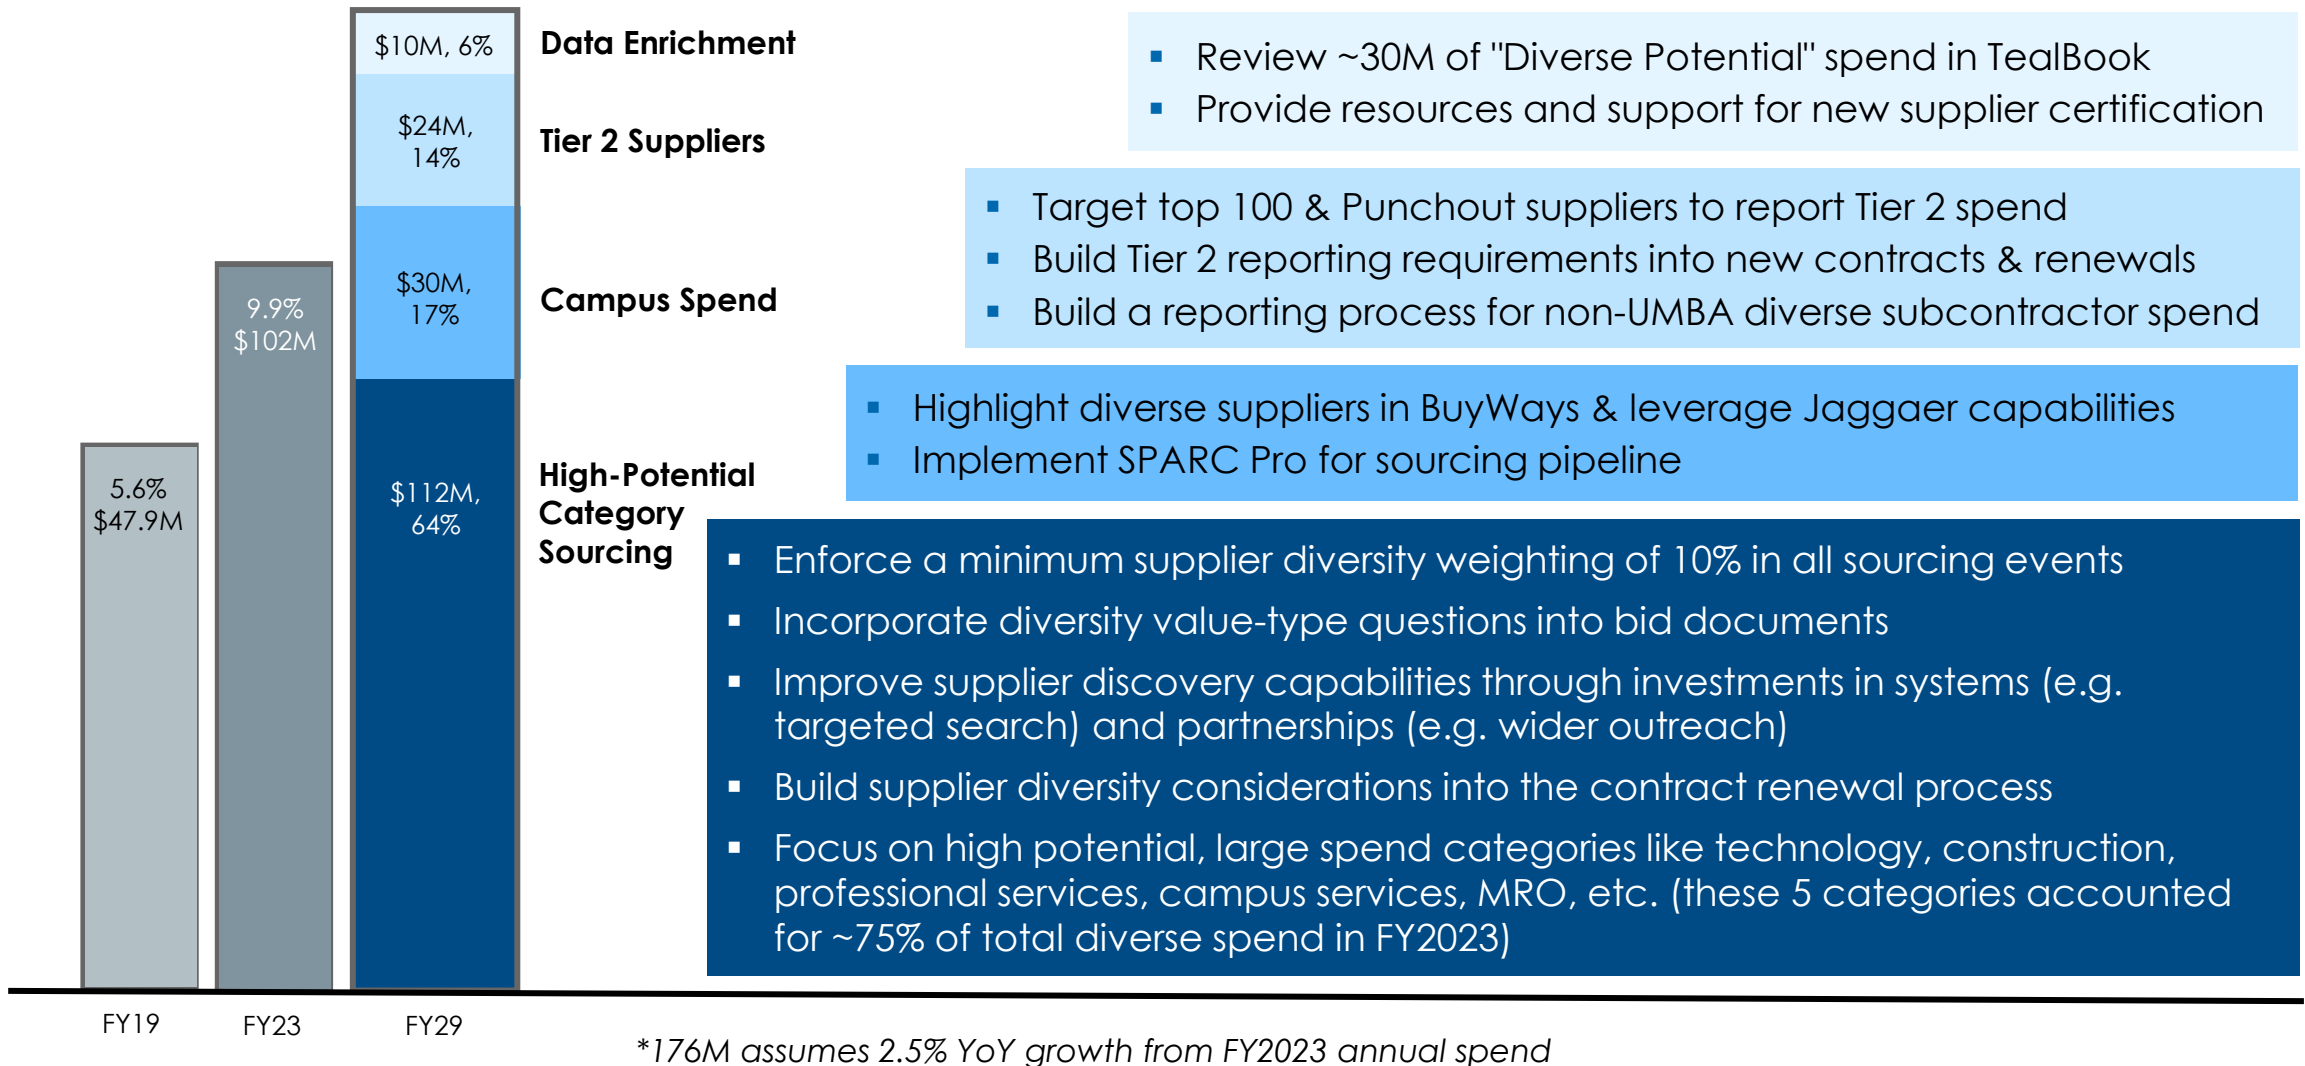 $10M, 6%
Data Enrichment
$24M,
14%
Tier 2 Suppliers
$30M,
17%
Campus Spend
$112M,
64%
High-Potential
Category
Sourcing
9.9%
$102M
5.6%
$47.9M
FY19
FY23
FY29
▪ Review ~30M of "Diverse Potential" spend in TealBook
▪ Provide resources and support for new supplier certification
▪ Target top 100 & Punchout suppliers to report Tier 2 spend
▪ Build Tier 2 reporting requirements into new contracts & renewals
▪ Build a reporting process for non-UMBA diverse subcontractor spend
▪ Highlight diverse suppliers in BuyWays & leverage Jaggaer capabilities
▪ Implement SPARC Pro for sourcing pipeline
▪ Enforce a minimum supplier diversity weighting of 10% in all sourcing events
▪ Incorporate diversity value-type questions into bid documents
▪ Improve supplier discovery capabilities through investments in systems (e.g.
targeted search) and partnerships (e.g. wider outreach)
▪ Build supplier diversity considerations into the contract renewal process
▪ Focus on high potential, large spend categories like technology, construction,
professional services, campus services, MRO, etc. (these 5 categories accounted
for ~75% of total diverse spend in FY2023)
*176M assumes 2.5% YoY growth from FY2023 annual spend